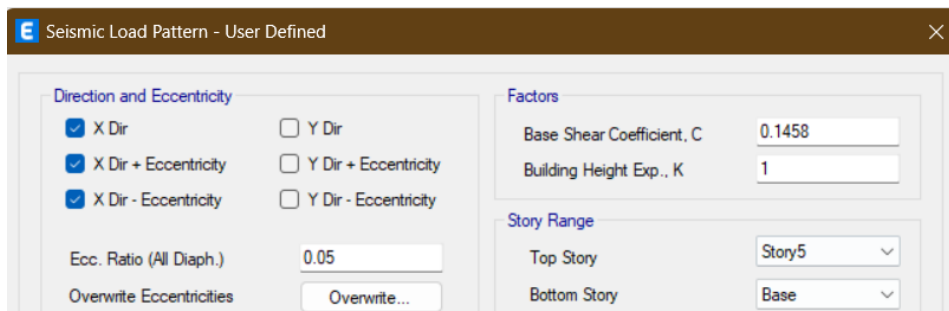 E Seismic Load Pattern - User Defined
Direction and Eccentricity
X Dir Y Dir
X Dir + Eccentricity Y Dir + Eccentricity
X Dir - Eccentricity Y Dir - Eccentricity
Ecc. Ratio (All Diaph.) 0.05
Overwrite Eccentricities Overwrite...
Factors
Base Shear Coefficient, C 0.1458
Building Height Exp., K 1
Story Range
Top Story Story5
Bottom Story Base